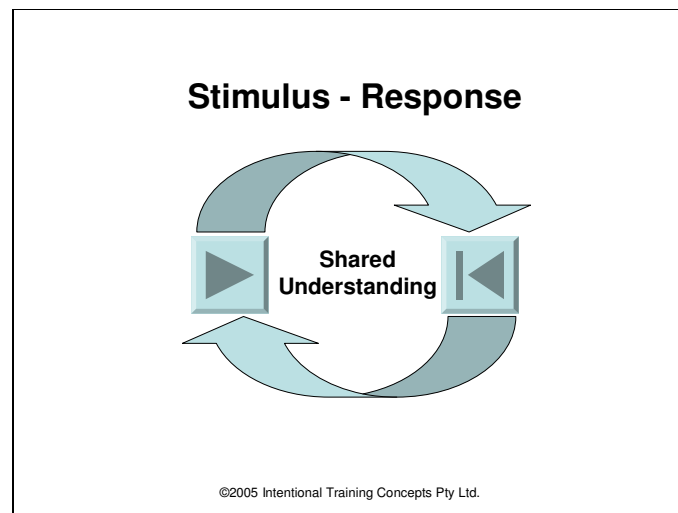 Stimulus - Response
Shared
Understanding
©2005 Intentional Training Concepts Pty Ltd.